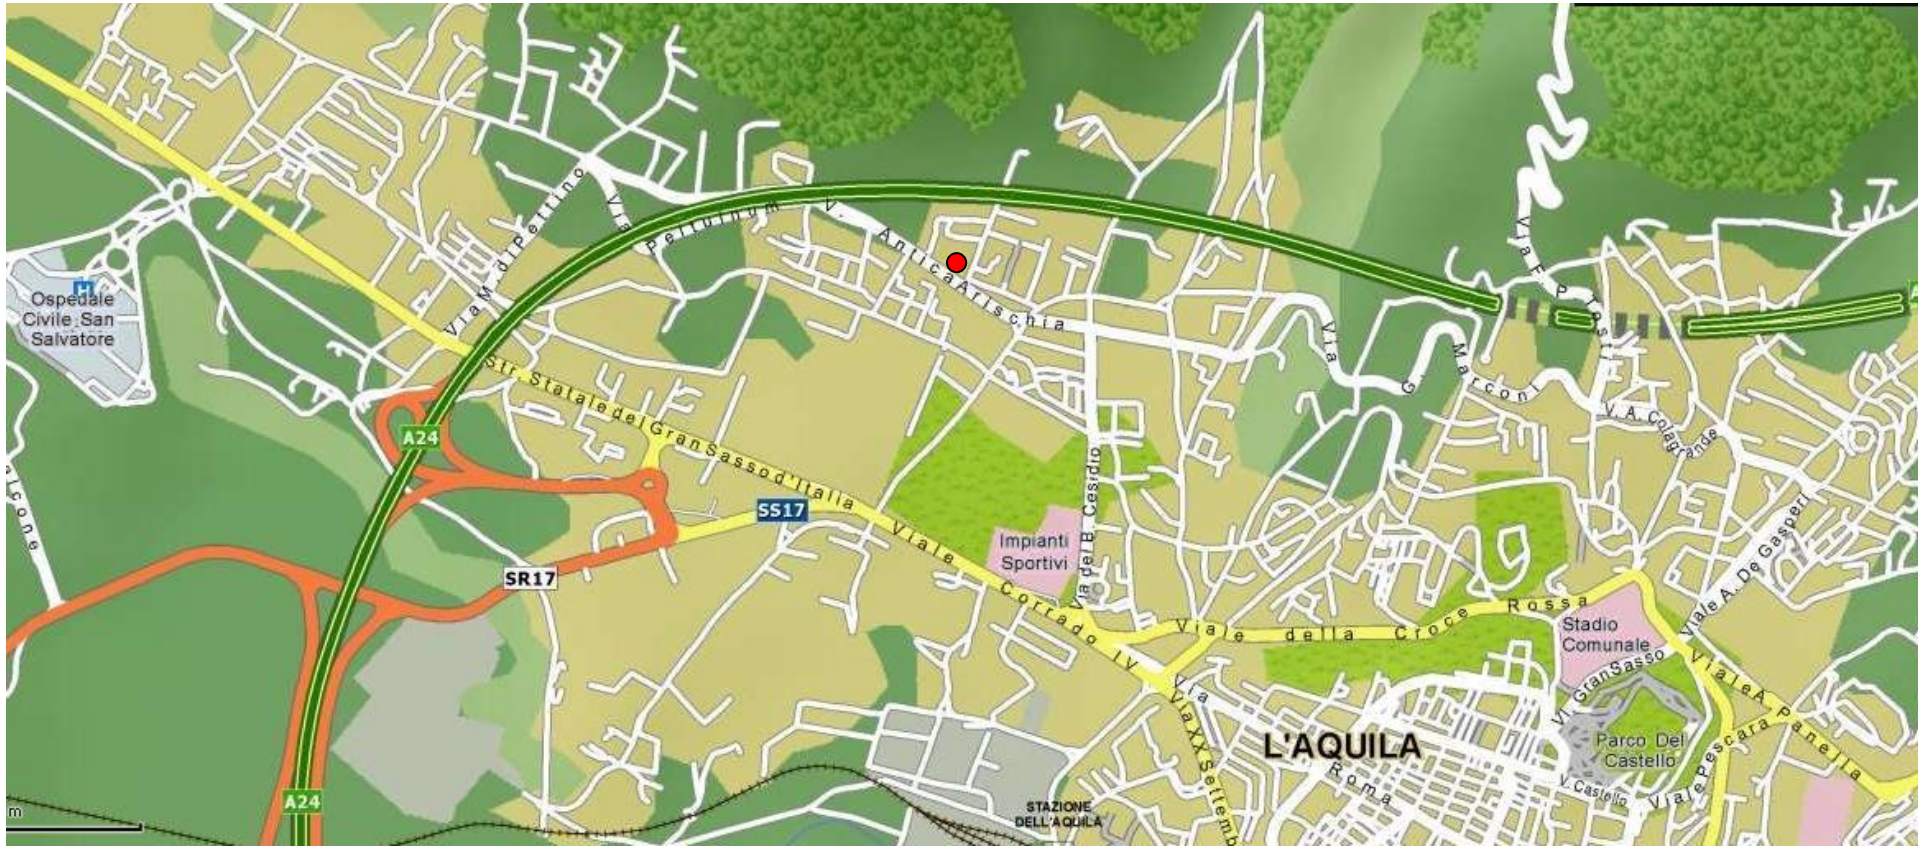 Via M. di Pettino
Via Peltuinum
V. Antica Arischia
H
Ospedale
Civile San
Salvatore
Via F. P. Tosti
Via G Marconi
V. A. Colagrande
Str. Statale del Gran Sasso d'Italia
A24
Via del B. Cesidio
SS17
Viale A. De Gasperi
Impianti
Sportivi
SR17
Viale Corrado IV
Viale della Croce Rossa
Stadio
Comunale
Vl. Gran Sasso
Viale A. Panella
Via Roma
Via XX Settemb
L'AQUILA
Parco Del
Castello
Viale Pescara
V. Castello
A24
STAZIONE
DELL'AQUILA
m